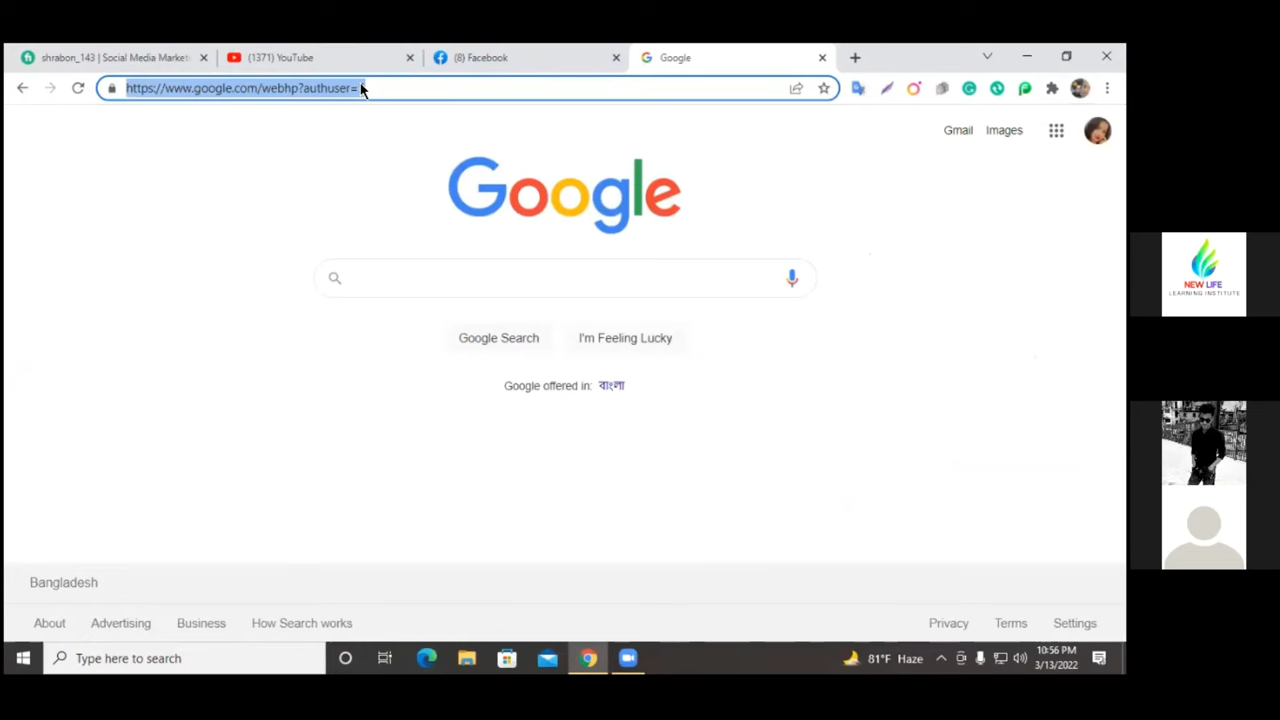 shrabon_143 | Social Media Market
(1371) YouTube
(8) Facebook
Google
https://www.google.com/webhp?authuser=
Gmail
Images
Google
Google Search
I'm Feeling Lucky
Google offered in: বাংলা
NEW LIFE
LEARNING INSTITUTE
Bangladesh
About
Advertising
Business
How Search works
Privacy
Terms
Settings
Type here to search
81°F Haze
10:56 PM
3/13/2022